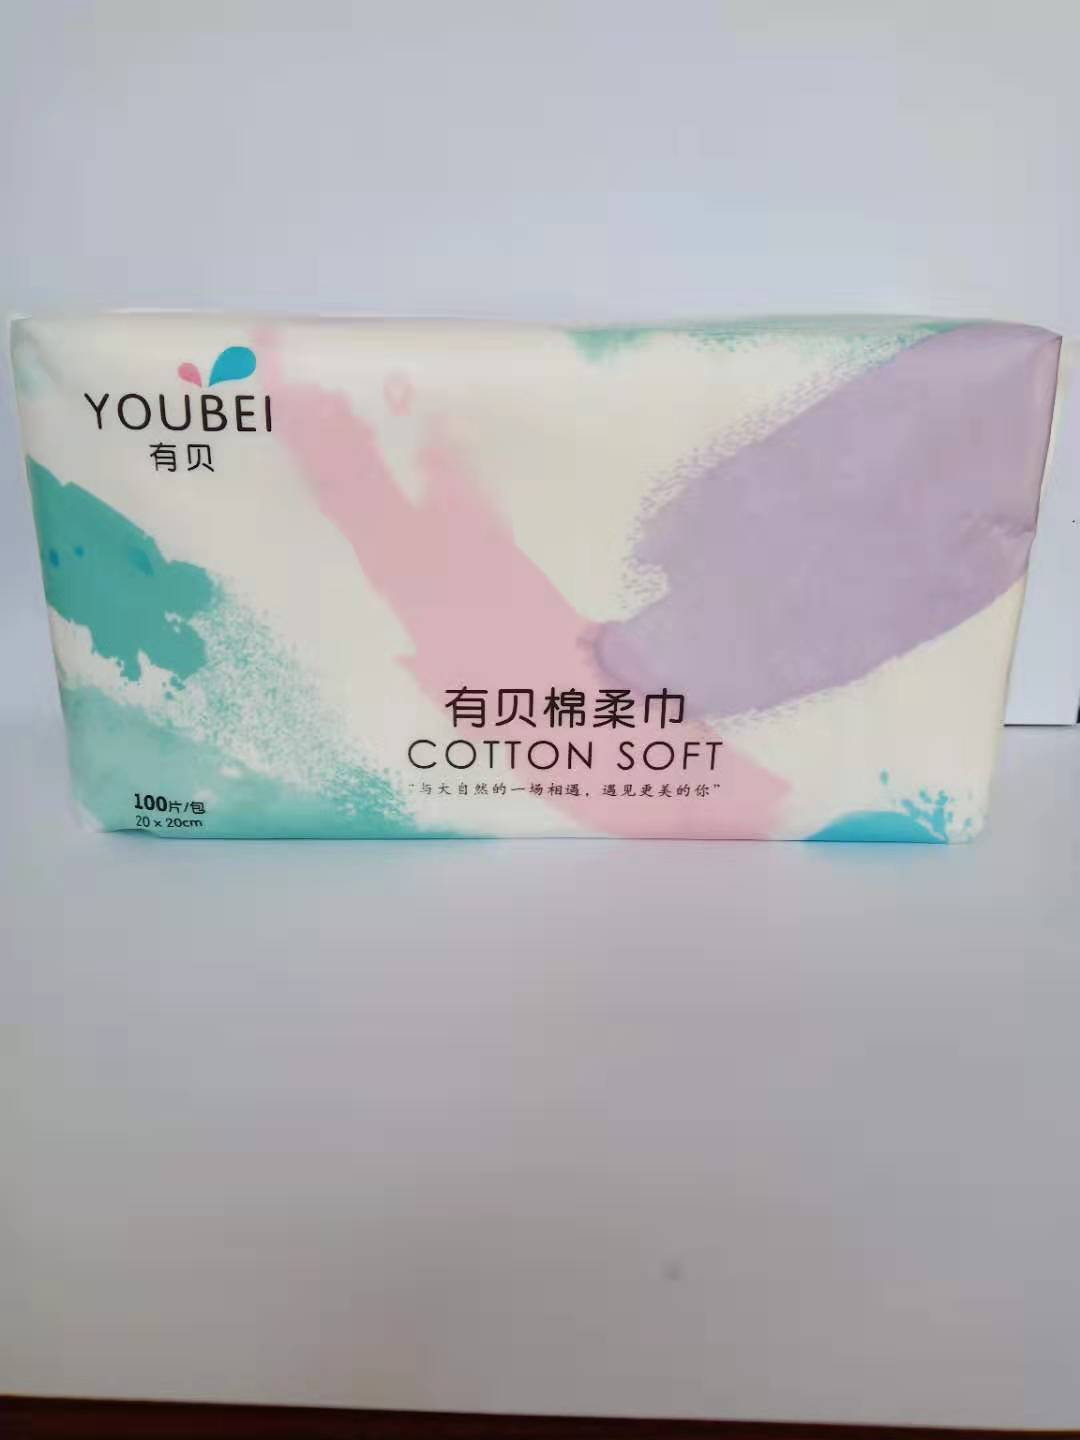 YOUBEI
有贝
有贝棉柔巾
COTTON SOFT
“与大自然的一场相遇，遇见更美的你”
100片/包
20 x 20cm